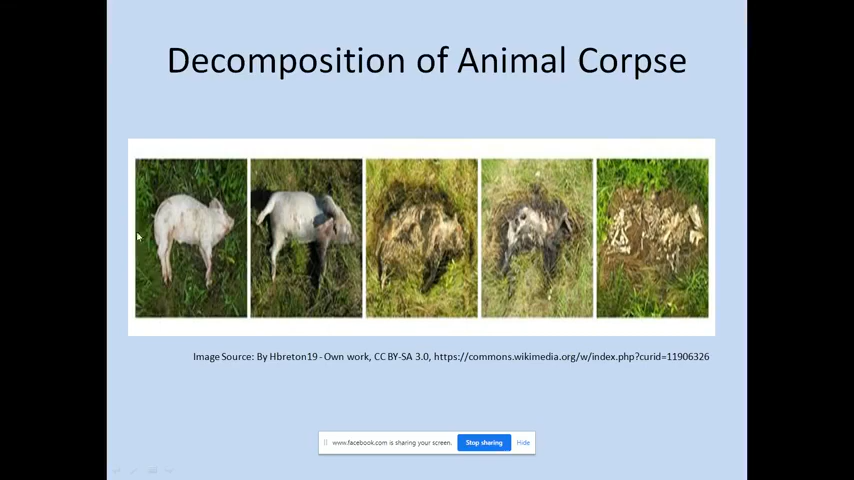 Decomposition of Animal Corpse
Image Source: By Hbreton19 - Own work, CC BY-SA 3.0, https://commons.wikimedia.org/w/index.php?curid=11906326
www.facebook.com is sharing your screen. Stop sharing Hide